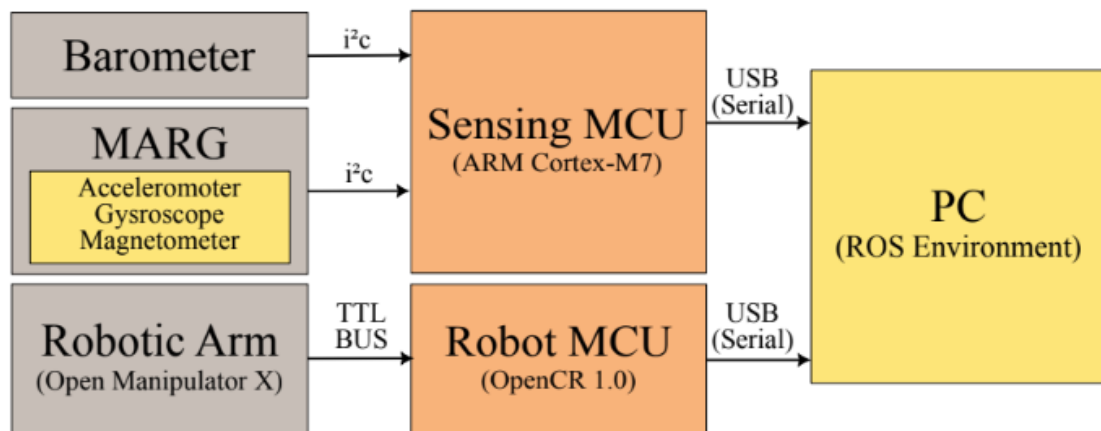 Barometer
i²c
MARG
Acceleromoter
Gysroscope
Magnetometer
i²c
Sensing MCU
(ARM Cortex-M7)
USB
(Serial)
Robotic Arm
(Open Manipulator X)
TTL
BUS
Robot MCU
(OpenCR 1.0)
USB
(Serial)
PC
(ROS Environment)